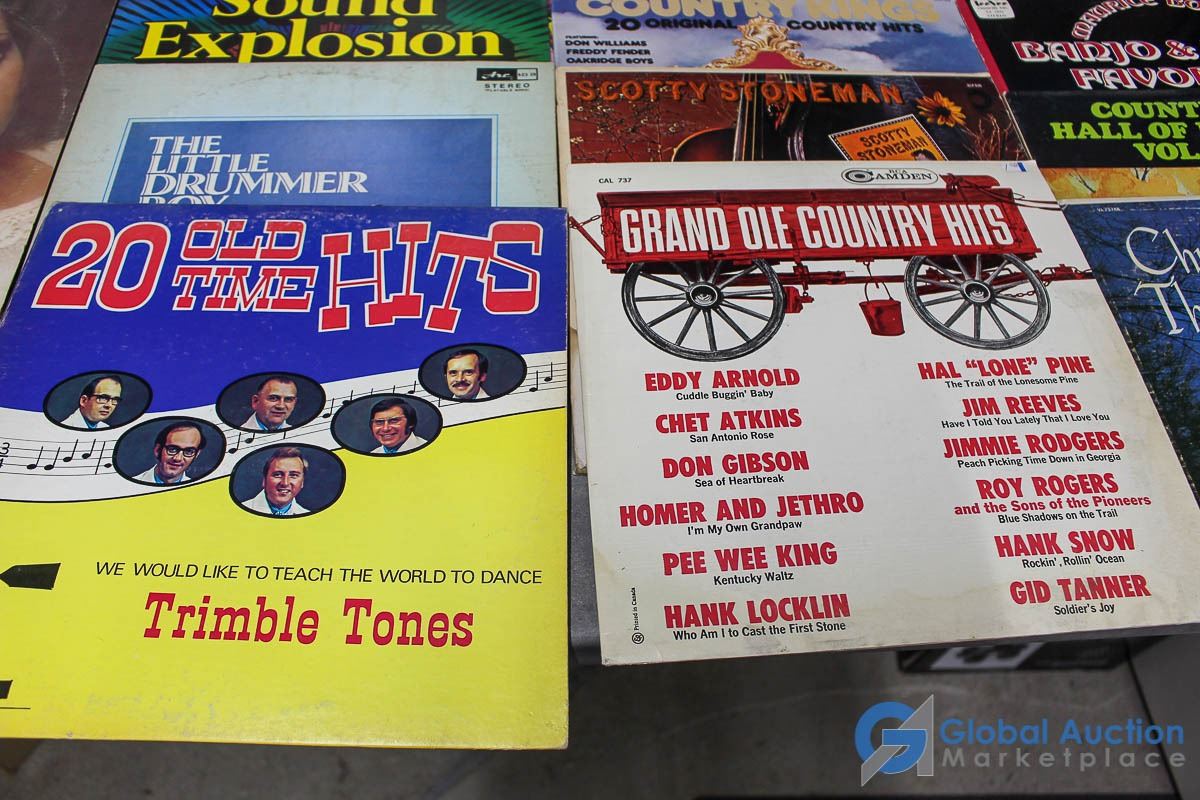 Sound
Explosion
COUNTRY KINGS
20 ORIGINAL COUNTRY HITS
FEATURING:
DON WILLIAMS
FREDDY FENDER
OAKRIDGE BOYS
BANJO &
FAVOR
Arc
STEREO
THE
LITTLE
DRUMMER
BOY
SCOTTY STONEMAN
SCOTTY
STONEMAN
COUNT
HALL OF
VOL.
20 OLD TIME HITS
WE WOULD LIKE TO TEACH THE WORLD TO DANCE
Trimble Tones
CAL 737
RCA
CAMDEN
GRAND OLE COUNTRY HITS
EDDY ARNOLD
Cuddle Buggin' Baby
CHET ATKINS
San Antonio Rose
DON GIBSON
Sea of Heartbreak
HOMER AND JETHRO
I'm My Own Grandpaw
PEE WEE KING
Kentucky Waltz
HANK LOCKLIN
Who Am I to Cast the First Stone
HAL "LONE" PINE
The Trail of the Lonesome Pine
JIM REEVES
Have I Told You Lately That I Love You
JIMMIE RODGERS
Peach Picking Time Down in Georgia
ROY ROGERS
and the Sons of the Pioneers
Blue Shadows on the Trail
HANK SNOW
Rockin', Rollin' Ocean
GID TANNER
Soldier's Joy
Printed in Canada
Ch
T
Global Auction
Marketplace